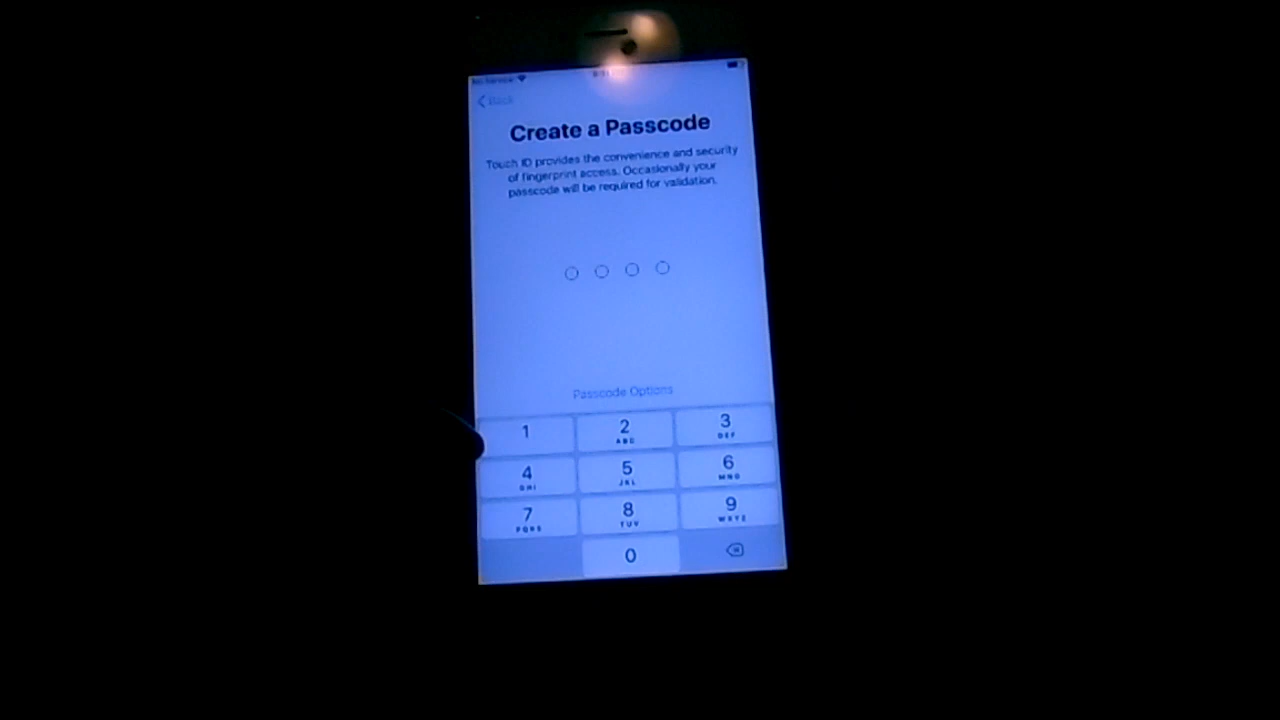 Back
Create a Passcode
Touch ID provides the convenience and security
of fingerprint access. Occasionally your
passcode will be required for validation.
Passcode Options
1
2
ABC
3
DEF
4
GHI
5
JKL
6
MNO
7
PQRS
8
TUV
9
WXYZ
0